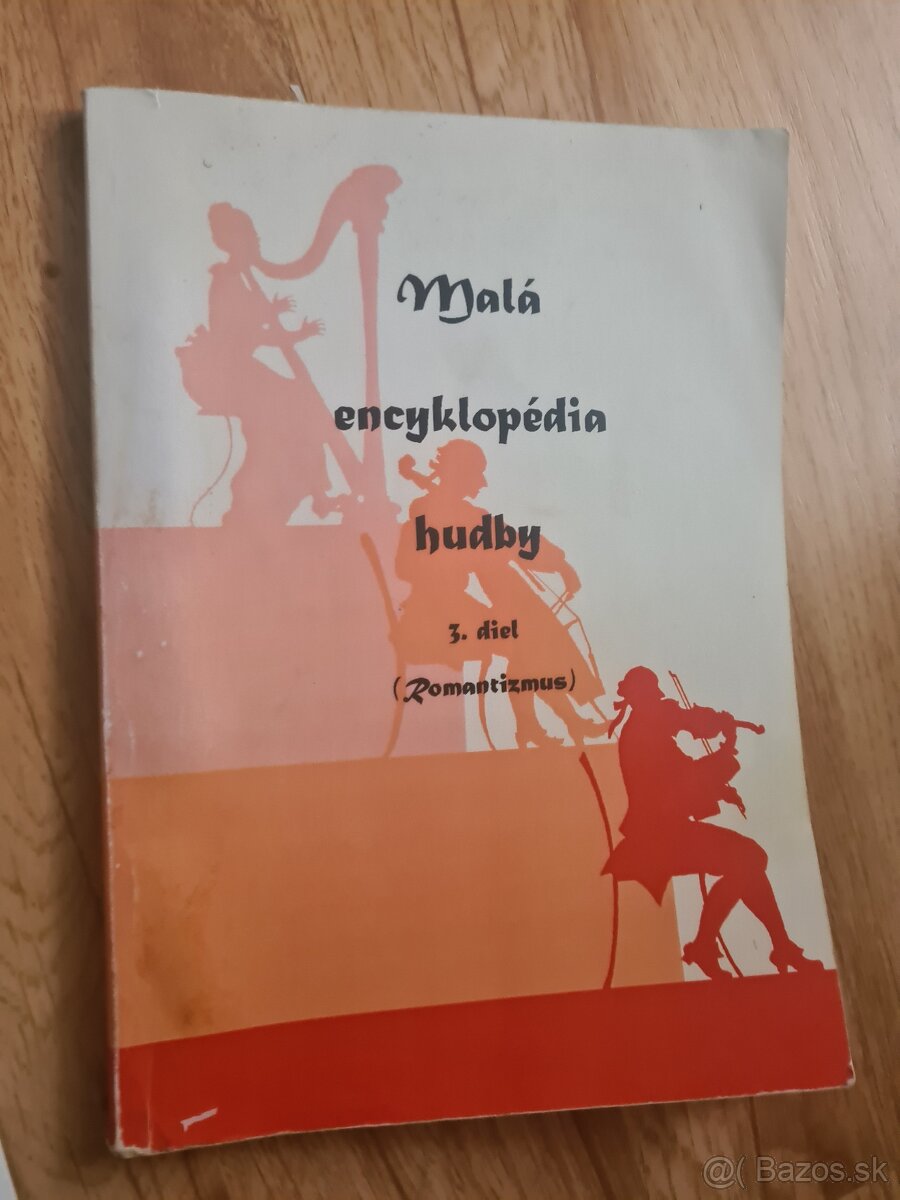 Malá
encyklopédia
hudby
3. diel
(Romantizmus)
@( Bazos.sk